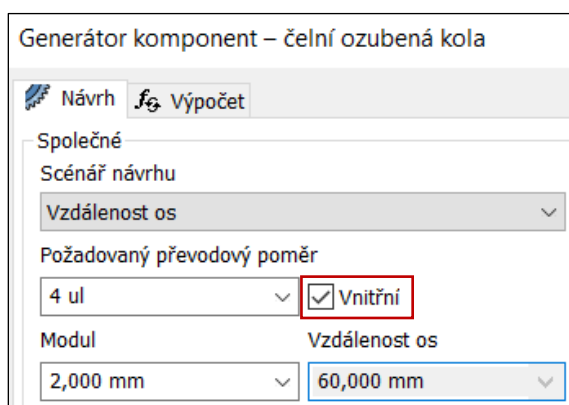 Generátor komponent – čelní ozubená kola
Návrh fG Výpočet
Společné
Scénář návrhu
Vzdálenost os
Požadovaný převodový poměr
4 ul Vnitřní
Modul Vzdálenost os
2,000 mm 60,000 mm